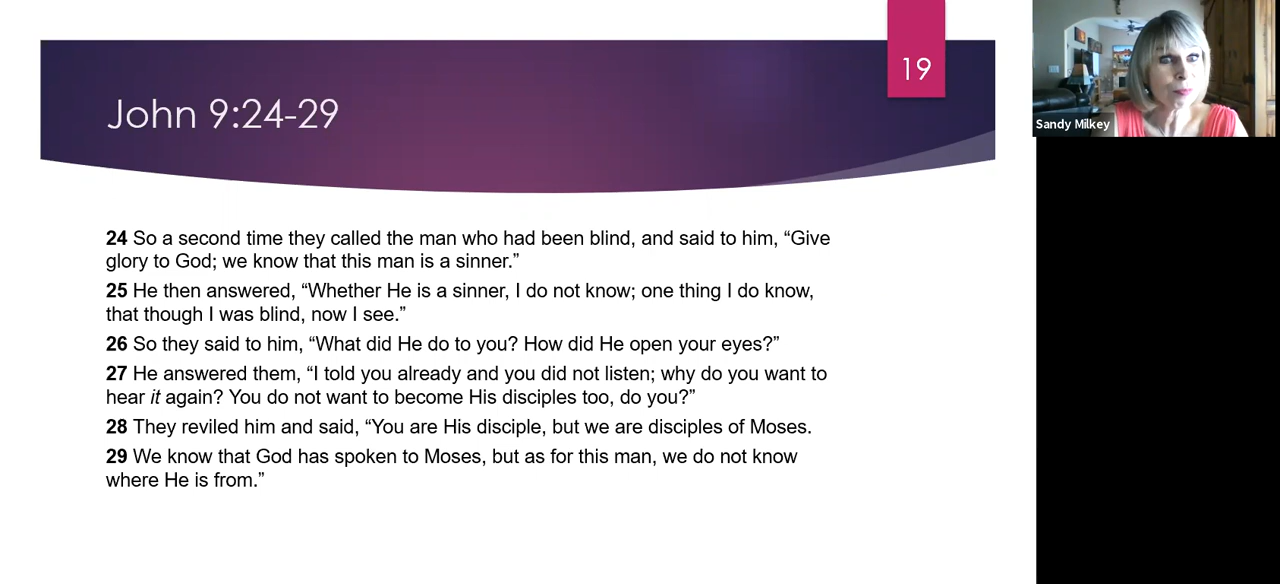 19
John 9:24-29
Sandy Milkey
24 So a second time they called the man who had been blind, and said to him, “Give
glory to God; we know that this man is a sinner.”
25 He then answered, “Whether He is a sinner, I do not know; one thing I do know,
that though I was blind, now I see.”
26 So they said to him, “What did He do to you? How did He open your eyes?”
27 He answered them, “I told you already and you did not listen; why do you want to
hear it again? You do not want to become His disciples too, do you?”
28 They reviled him and said, “You are His disciple, but we are disciples of Moses.
29 We know that God has spoken to Moses, but as for this man, we do not know
where He is from.”